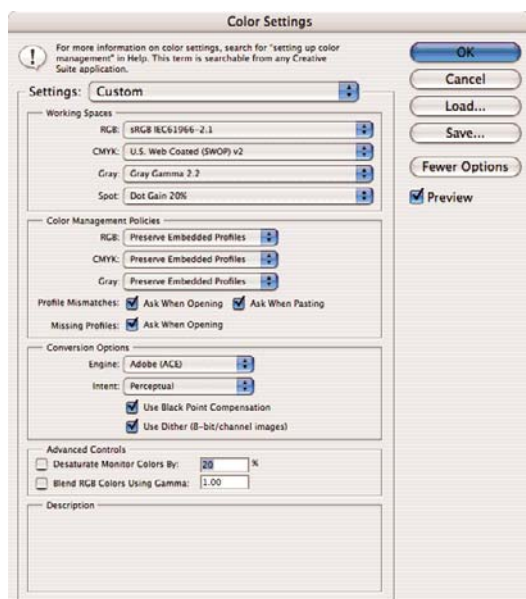 Color Settings
For more information on color settings, search for "setting up color
management" in Help. This term is searchable from any Creative
Suite application.
OK
Cancel
Load...
Save...
Fewer Options
Preview
Settings: Custom
Working Spaces
RGB: sRGB IEC61966-2.1
CMYK: U.S. Web Coated (SWOP) v2
Gray: Gray Gamma 2.2
Spot: Dot Gain 20%
Color Management Policies
RGB: Preserve Embedded Profiles
CMYK: Preserve Embedded Profiles
Gray: Preserve Embedded Profiles
Profile Mismatches: Ask When Opening Ask When Pasting
Missing Profiles: Ask When Opening
Conversion Options
Engine: Adobe (ACE)
Intent: Perceptual
Use Black Point Compensation
Use Dither (8-bit/channel images)
Advanced Controls
Desaturate Monitor Colors By: 20 %
Blend RGB Colors Using Gamma: 1.00
Description